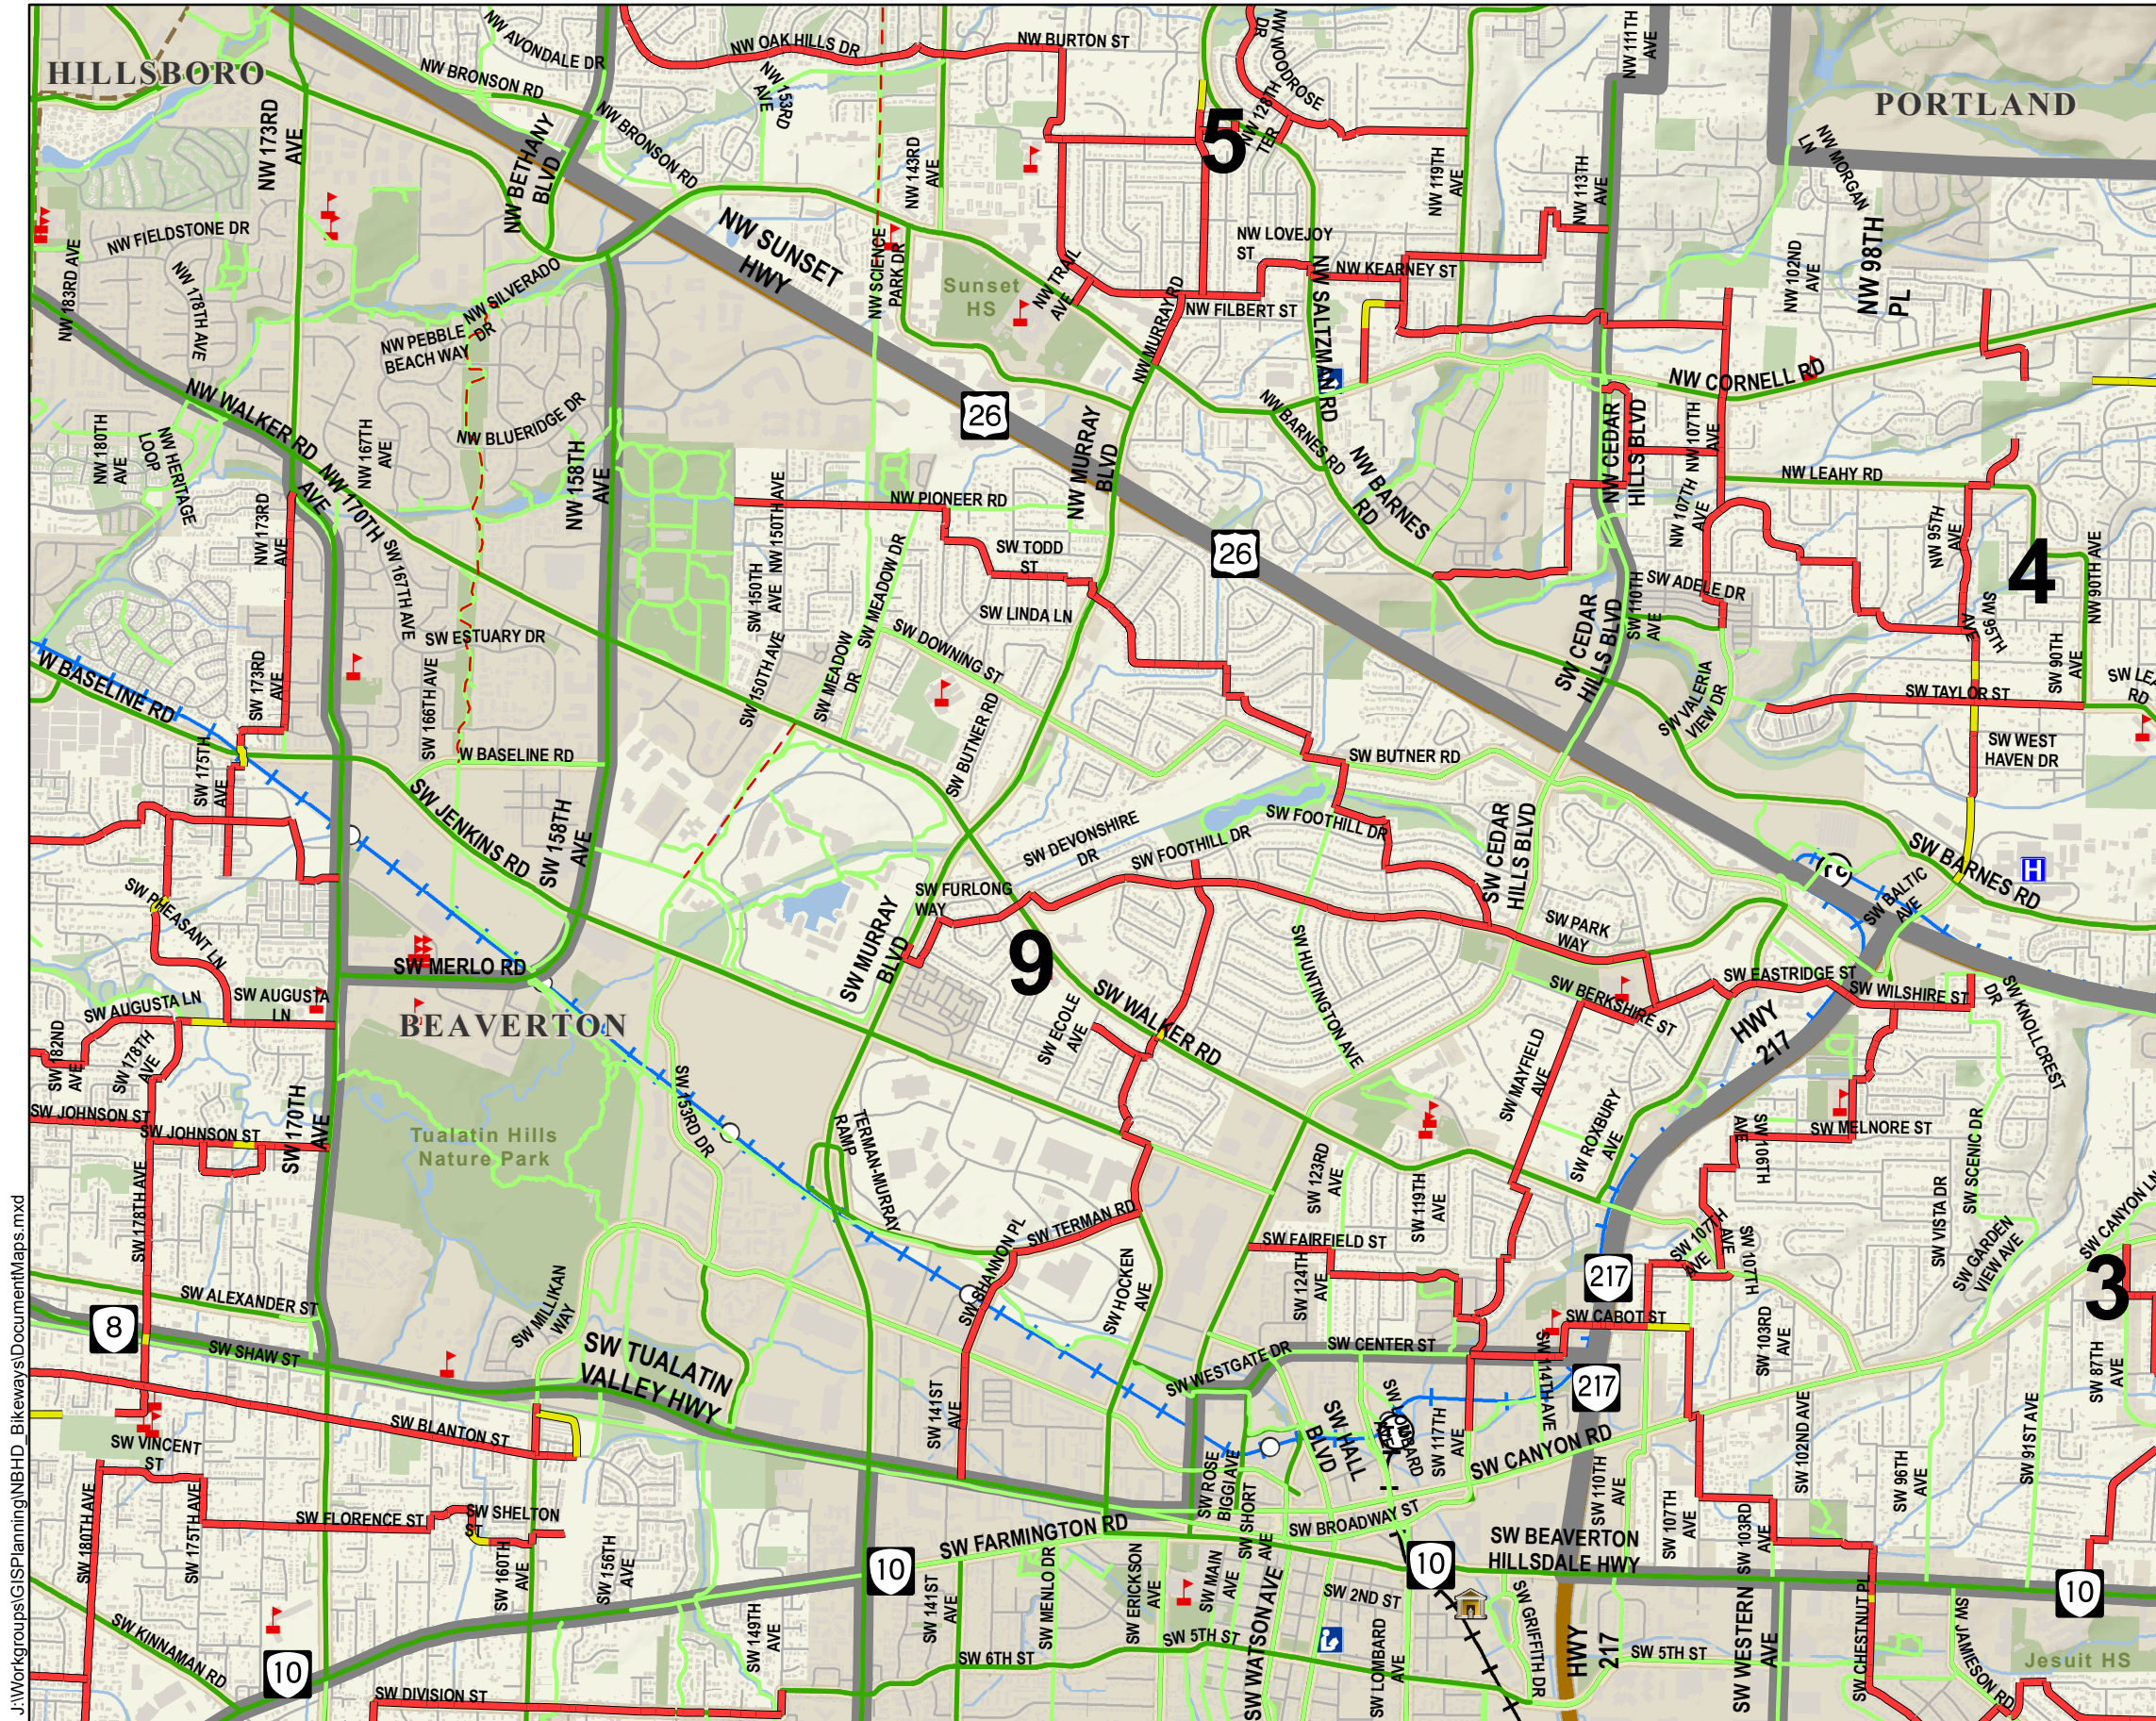 HILLSBORO
PORTLAND
BEAVERTON
5
4
9
3
NW AVONDALE DR
NW OAK HILLS DR
NW BURTON ST
NW WOODROSE
DR
NW 111TH
AVE
NW BRONSON RD
NW 153RD
AVE
NW 128TH
TER
NW 173RD
AVE
NW BETHANY
BLVD
NW BRONSON RD
NW 143RD
AVE
NW 119TH
AVE
NW 113TH
AVE
NW MORGAN
LN
NW FIELDSTONE DR
NW 183RD AVE
NW 178TH AVE
NW SILVERADO
DR
NW PEBBLE
BEACH WAY
NW SUNSET
HWY
NW SCIENCE
PARK DR
Sunset
HS
NW TRAIL
AVE
NW MURRAY RD
NW LOVEJOY
ST
NW KEARNEY ST
NW FILBERT ST
NW SALTZMAN RD
NW 102ND
AVE
NW 98TH
PL
NW CORNELL RD
NW WALKER RD
NW 180TH
AVE
NW HERITAGE
LOOP
NW 167TH
AVE
NW BLUERIDGE DR
26
NW MURRAY
BLVD
NW BARNES RD
NW BARNES
RD
NW CEDAR
HILLS BLVD
NW 107TH
AVE
NW LEAHY RD
NW 173RD
AVE
NW 170TH
AVE
NW 158TH
AVE
NW 150TH AVE
NW PIONEER RD
SW TODD
ST
26
NW 107TH
AVE
NW 95TH
AVE
NW 90TH AVE
SW 167TH AVE
SW 150TH
AVE
SW MEADOW DR
SW LINDA LN
SW 110TH
AVE
SW ADELE DR
SW 95TH
AVE
SW ESTUARY DR
SW DOWNING ST
SW CEDAR
HILLS BLVD
SW 90TH
AVE
W BASELINE RD
SW 173RD
AVE
SW 166TH AVE
SW 150TH AVE
SW MEADOW
DR
SW VALERIA
VIEW DR
SW TAYLOR ST
RD
SW WEST
HAVEN DR
SW 175TH
AVE
W BASELINE RD
SW BUTNER RD
SW BUTNER RD
SW JENKINS RD
SW 158TH
AVE
SW DEVONSHIRE
DR
SW FOOTHILL DR
SW FOOTHILL DR
SW CEDAR
HILLS BLVD
SW BARNES RD
H
SW PHEASANT LN
SW FURLONG
WAY
SW BALTIC
AVE
SW MERLO RD
SW MURRAY
BLVD
SW PARK
WAY
SW EASTRIDGE ST
SW WILSHIRE ST
SW KNOLLCREST
DR
SW AUGUSTA LN
SW AUGUSTA
LN
SW ECOLE
AVE
SW WALKER RD
SW HUNTINGTON AVE
SW BERKSHIRE ST
HWY
217
SW 182ND
AVE
SW 178TH
AVE
SW JOHNSON ST
SW JOHNSON ST
SW 170TH
AVE
Tualatin Hills
Nature Park
SW 153RD DR
TERMAN-MURRAY
RAMP
SW MAYFIELD
AVE
SW ROXBURY
AVE
SW 106TH
AVE
SW MELNORE ST
SW 178TH AVE
SW 123RD
AVE
SW 119TH
AVE
SW VISTA DR
SW SCENIC DR
SW TERMAN RD
SW SHANNON PL
SW FAIRFIELD ST
SW 107TH
AVE
SW 107TH
AVE
SW GARDEN
VIEW AVE
SW CANYON LN
SW ALEXANDER ST
8
SW MILLIKAN
WAY
SW HOCKEN
AVE
SW 124TH
AVE
217
SW CABOT ST
SW SHAW ST
SW TUALATIN
VALLEY HWY
SW WESTGATE DR
SW CENTER ST
SW 114TH AVE
SW 103RD
AVE
SW 87TH
AVE
SW BLANTON ST
SW 141ST
AVE
SW HALL
BLVD
SW LOMBARD
AVE
SW 117TH
AVE
217
SW CANYON RD
SW 102ND AVE
SW 96TH
AVE
SW 91ST AVE
SW VINCENT
ST
SW 180TH AVE
SW 175TH AVE
SW FLORENCE ST
SW SHELTON
ST
SW ROSE
BIGGI AVE
SW SHORT
SW BROADWAY ST
SW 110TH
AVE
SW 107TH
AVE
SW 103RD
AVE
SW FARMINGTON RD
SW BEAVERTON
HILLSDALE HWY
10
10
10
10
SW 160TH
AVE
SW 156TH
AVE
SW 149TH
AVE
SW 141ST
AVE
SW MENLO DR
SW ERICKSON
AVE
SW MAIN
AVE
SW WATSON AVE
AVE
SW 2ND ST
SW LOMBARD
AVE
SW GRIFFITH DR
HWY
217
SW 5TH ST
SW 5TH ST
SW 6TH ST
SW WESTERN
AVE
SW CHESTNUT PL
SW JAMIESON RD
Jesuit HS
SW KINNAMAN RD
SW DIVISION ST
J:\Workgroups\GISPlanning\NBHD_Bikeways\DocumentMaps.mxd